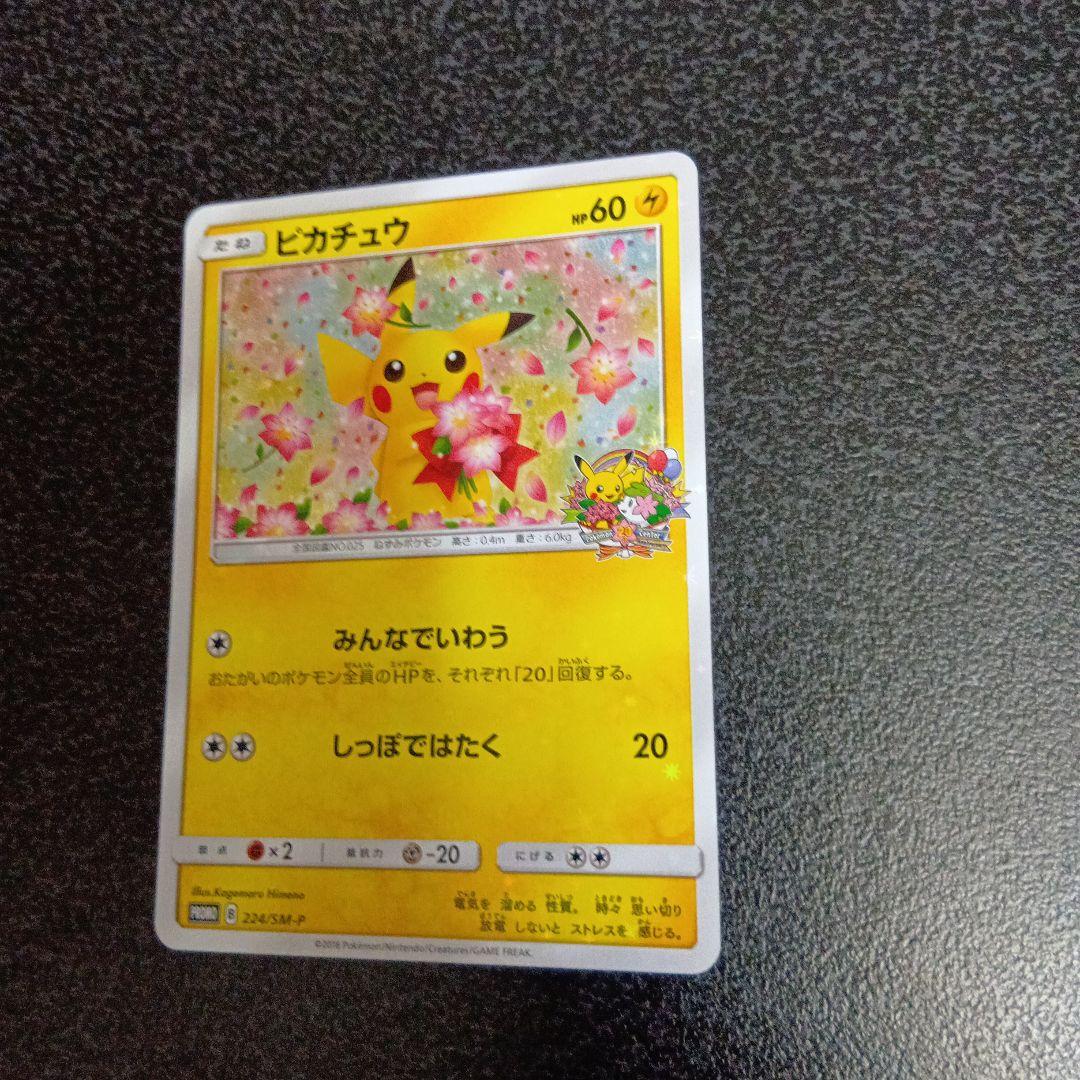 たね ピカチュウ HP60
Pokémon 20 Center
全国図鑑NO.025 ねずみポケモン 高さ:0.4m 重さ:6.0kg
みんなでいわう
おたがいのポケモン全員のHPを、それぞれ「20」回復する。
しっぽではたく 20
弱点 ×2 抵抗力 -20 にげる
illus.Kagemaru Himeno
電気を 溜める 性質。 時々 思い切り
放電 しないと ストレスを 感じる。
PROMO B 224/SM-P
©2018 Pokémon/Nintendo/Creatures/GAME FREAK.